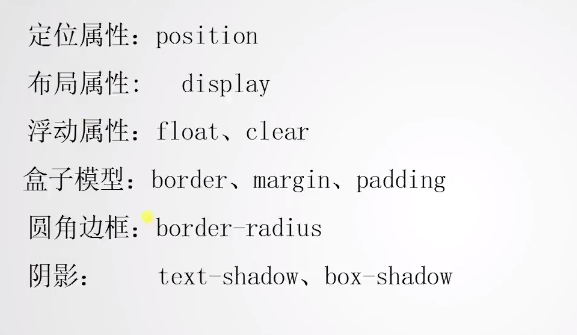 定位属性：position
布局属性:   display
浮动属性：float、clear
盒子模型：border、margin、padding
圆角边框：border-radius
阴影：    text-shadow、box-shadow